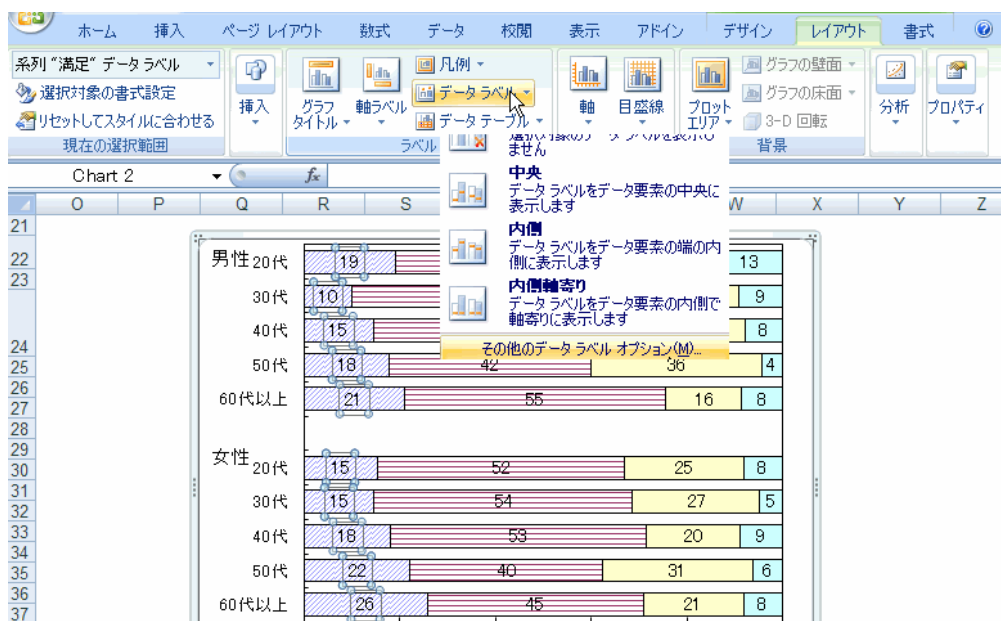 ホーム 挿入 ページ レイアウト 数式 データ 校閲 表示 アドイン デザイン レイアウト 書式
系列 "満足" データ ラベル
選択対象の書式設定
リセットしてスタイルに合わせる
現在の選択範囲
挿入
グラフ
タイトル
軸ラベル
凡例
データ ラベル
データ テーブル
ラベル
軸
目盛線
プロット
エリア
グラフの壁面
グラフの床面
3-D 回転
背景
分析
プロパティ
Chart 2
fx
ません
中央
データ ラベルをデータ要素の中央に
表示します
内側
データ ラベルをデータ要素の端の内
側に表示します
内側軸寄り
データ ラベルをデータ要素の内側で
軸寄りに表示します
その他のデータ ラベル オプション(M)...
O P Q R S W X Y Z
21
22
23
24
25
26
27
28
29
30
31
32
33
34
35
36
37
男性 20代 19 13
30代 10 9
40代 15 8
50代 18 42 36 4
60代以上 21 55 16 8
女性 20代 15 52 25 8
30代 15 54 27 5
40代 18 53 20 9
50代 22 40 31 6
60代以上 26 45 21 8